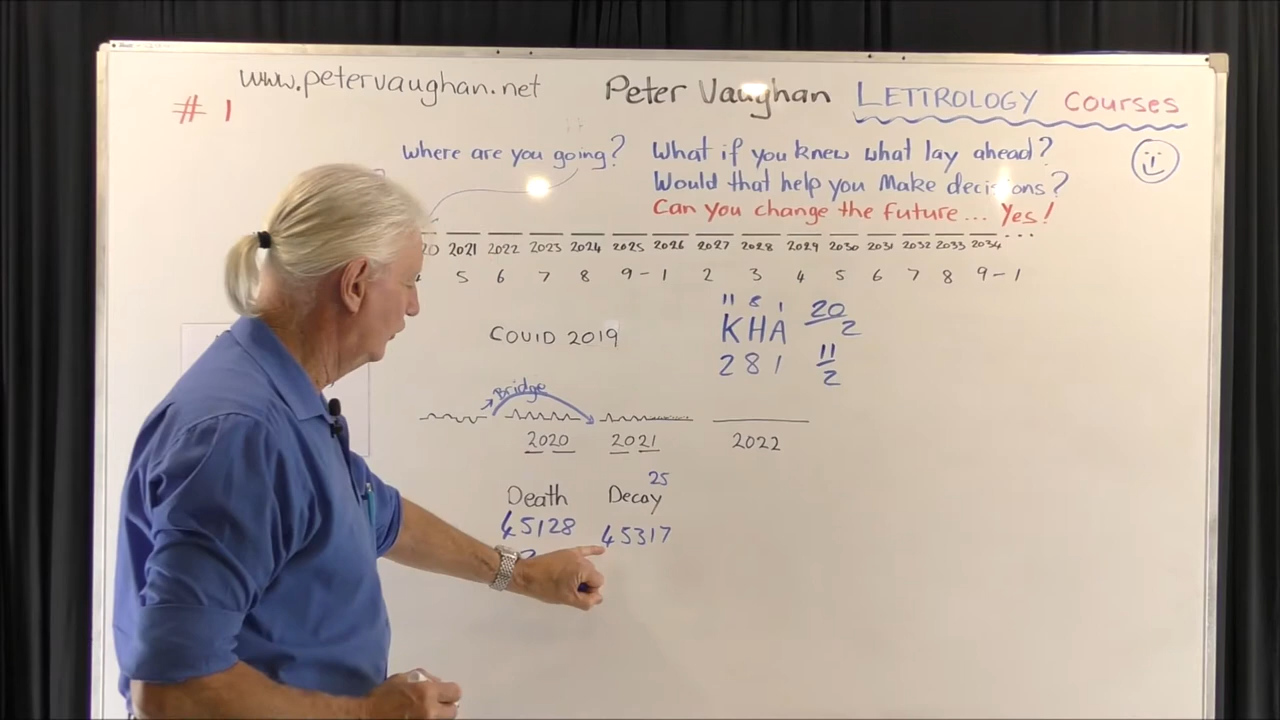 www.petervaughan.net Peter Vaughan LETTROLOGY Courses
# 1
Where are you going? What if you knew what lay ahead?
Would that help you Make decisions?
Can you change the future... Yes!
20 2021 2022 2023 2024 2025 2026 2027 2028 2029 2030 2031 2032 2033 2034 ...
5 6 7 8 9-1 2 3 4 5 6 7 8 9-1
11 8 1 20
COVID 2019 KHA 2
281 11
2
Bridge
2020 2021 2022
25
Death Decay
45128 45317